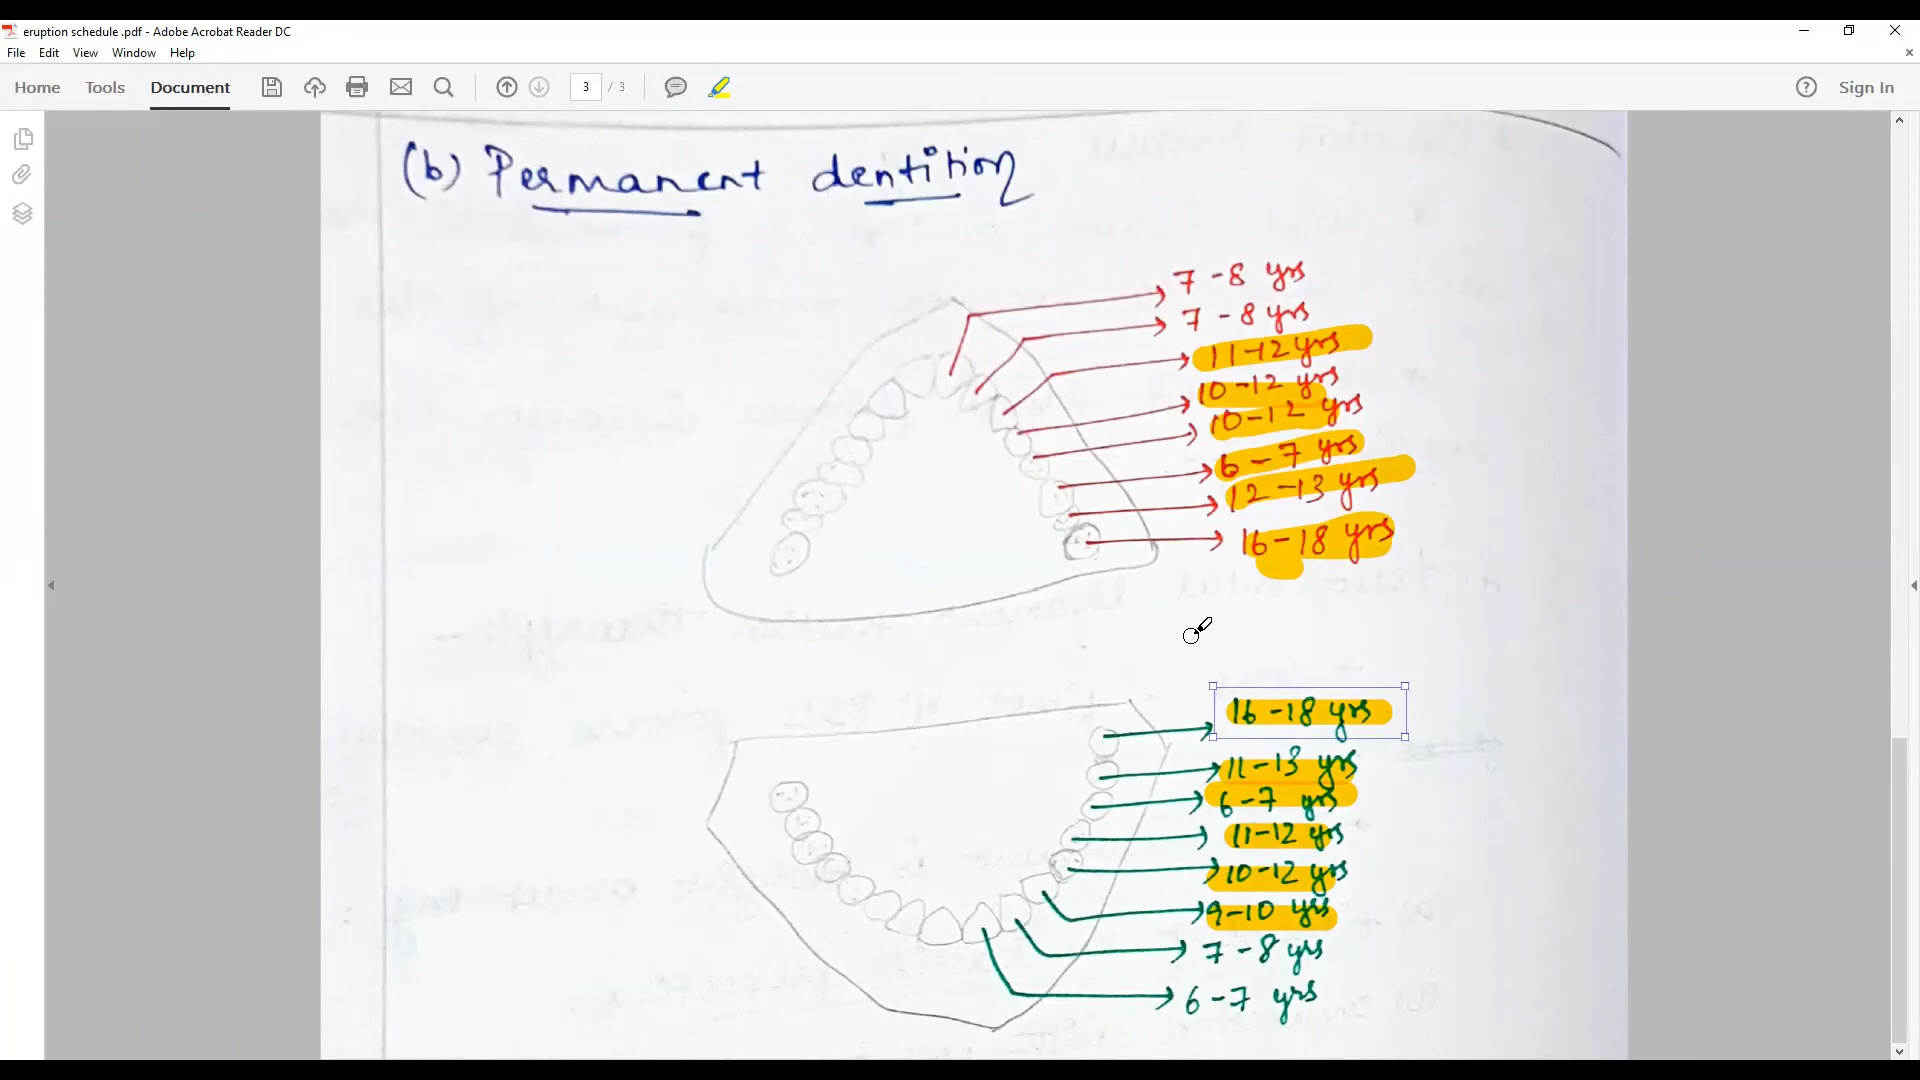 eruption schedule .pdf - Adobe Acrobat Reader DC
File Edit View Window Help
Home Tools Document 3 / 3 Sign In
(b) Permanent dentition
7 - 8 yrs
7 - 8 yrs
11-12 yrs
10-12 yrs
10-12 yrs
6 - 7 yrs
12-13 yrs
16-18 yrs
16-18 yrs
11-13 yrs
6-7 yrs
11-12 yrs
10-12 yrs
9-10 yrs
7-8 yrs
6-7 yrs